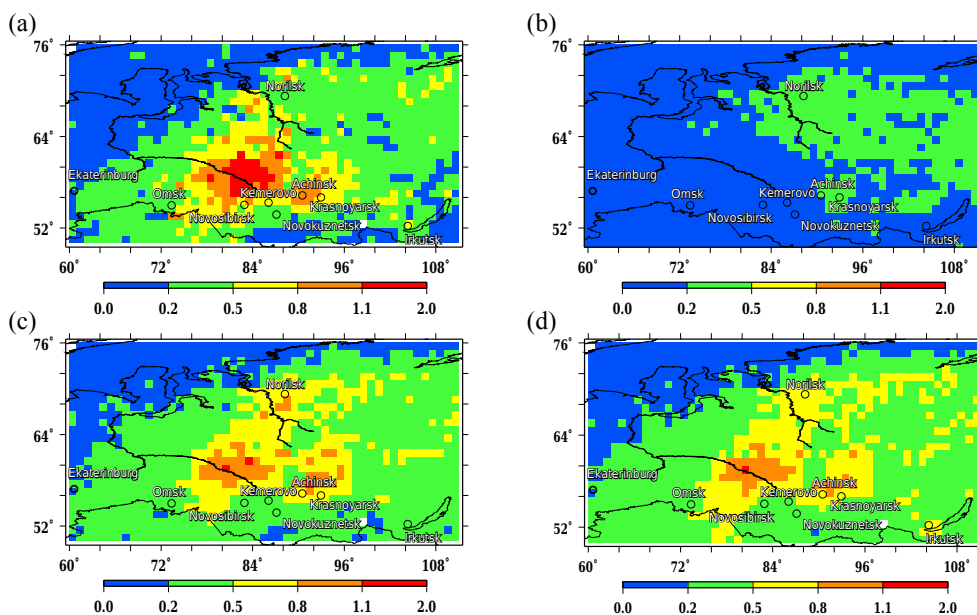 (a)
(b)
76°
64°
52°
60°
72°
84°
96°
108°
Norilsk
Ekaterinburg
Omsk
Kemerovo
Achinsk
Novosibirsk
Krasnoyarsk
Novokuznetsk
Irkutsk
0.0 0.2 0.5 0.8 1.1 2.0
76°
64°
52°
60°
72°
84°
96°
108°
Norilsk
Ekaterinburg
Omsk
Kemerovo
Achinsk
Novosibirsk
Krasnoyarsk
Novokuznetsk
Irkutsk
0.0 0.2 0.5 0.8 1.1 2.0
(c)
(d)
76°
64°
52°
60°
72°
84°
96°
108°
Norilsk
Ekaterinburg
Omsk
Kemerovo
Achinsk
Novosibirsk
Krasnoyarsk
Novokuznetsk
Irkutsk
0.0 0.2 0.5 0.8 1.1 2.0
76°
64°
52°
60°
72°
84°
96°
108°
Norilsk
Ekaterinburg
Omsk
Kemerovo
Achinsk
Novosibirsk
Krasnoyarsk
Novokuznetsk
Irkutsk
0.0 0.2 0.5 0.8 1.1 2.0